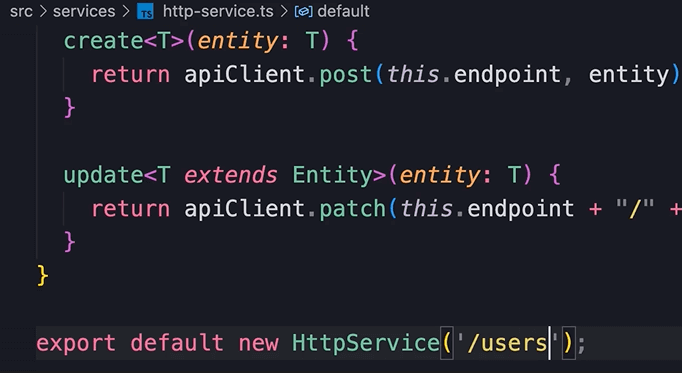 src > services > TS http-service.ts > default
create<T>(entity: T) {
return apiClient.post(this.endpoint, entity)
}
update<T extends Entity>(entity: T) {
return apiClient.patch(this.endpoint + "/" +
}
}
export default new HttpService('/users');